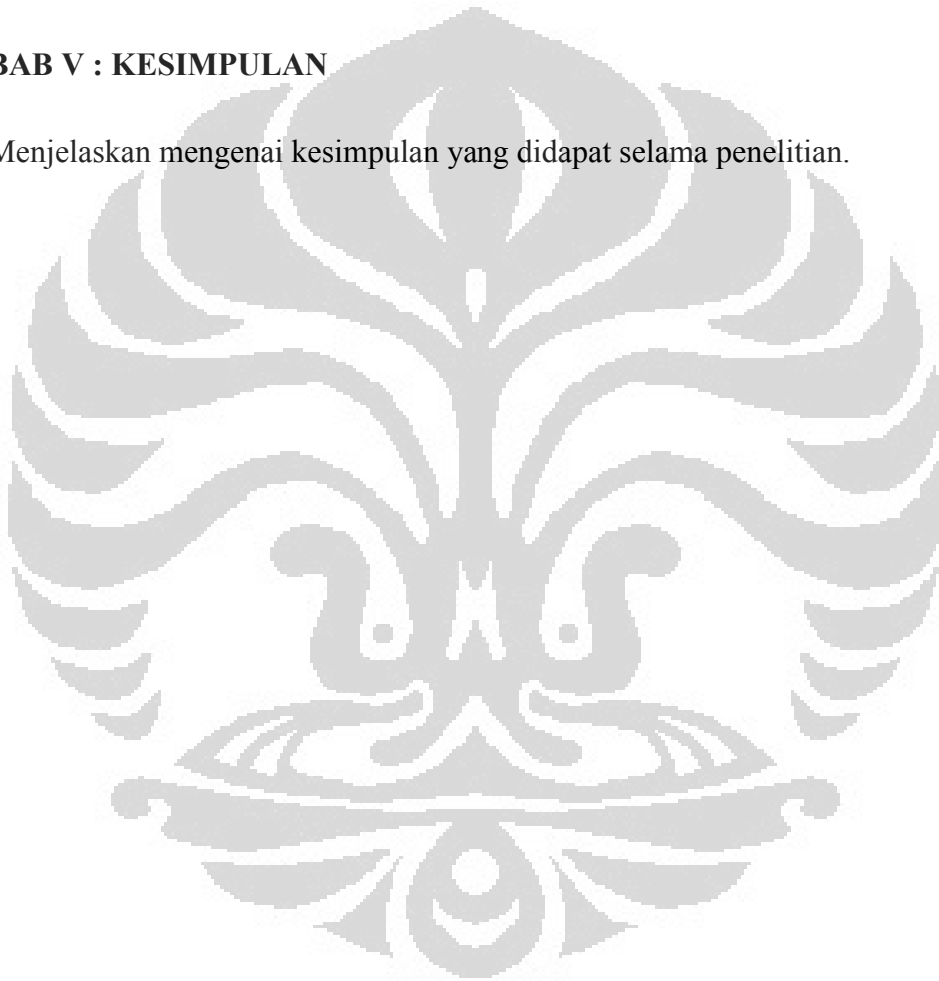 BAB V : KESIMPULAN
Menjelaskan mengenai kesimpulan yang didapat selama penelitian.